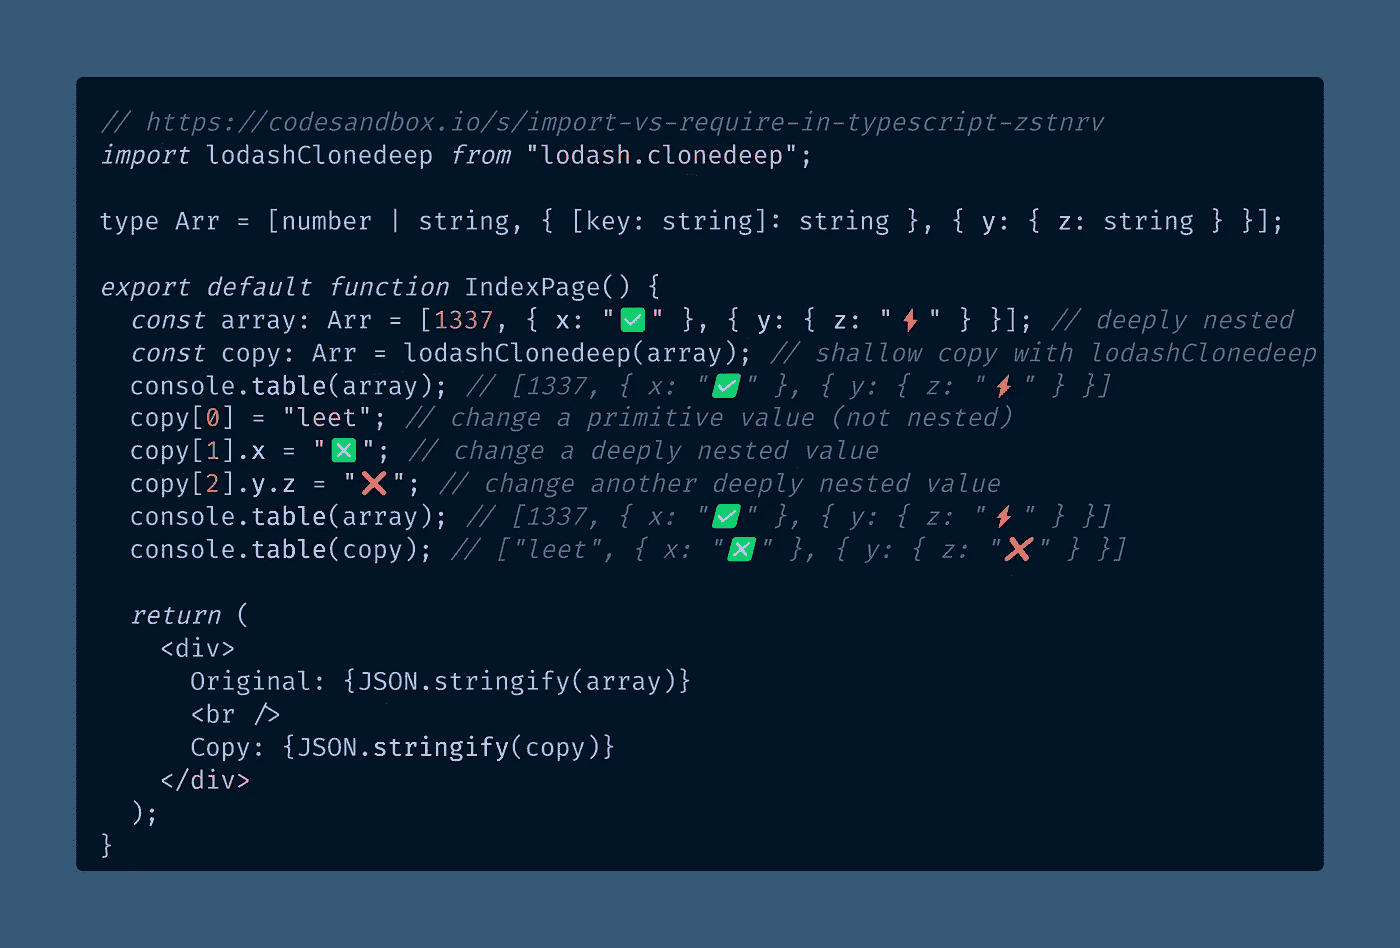 // https://codesandbox.io/s/import-vs-require-in-typescript-zstnrv
import lodashClonedeep from "lodash.clonedeep";
type Arr = [number | string, { [key: string]: string }, { y: { z: string } }];
export default function IndexPage() {
const array: Arr = [1337, { x: "✅" }, { y: { z: "⚡" } }]; // deeply nested
const copy: Arr = lodashClonedeep(array); // shallow copy with lodashClonedeep
console.table(array); // [1337, { x: "✅" }, { y: { z: "⚡" } }]
copy[0] = "leet"; // change a primitive value (not nested)
copy[1].x = "❎"; // change a deeply nested value
copy[2].y.z = "❌"; // change another deeply nested value
console.table(array); // [1337, { x: "✅" }, { y: { z: "⚡" } }]
console.table(copy); // ["leet", { x: "❎" }, { y: { z: "❌" } }]
return (
<div>
Original: {JSON.stringify(array)}
<br />
Copy: {JSON.stringify(copy)}
</div>
);
}